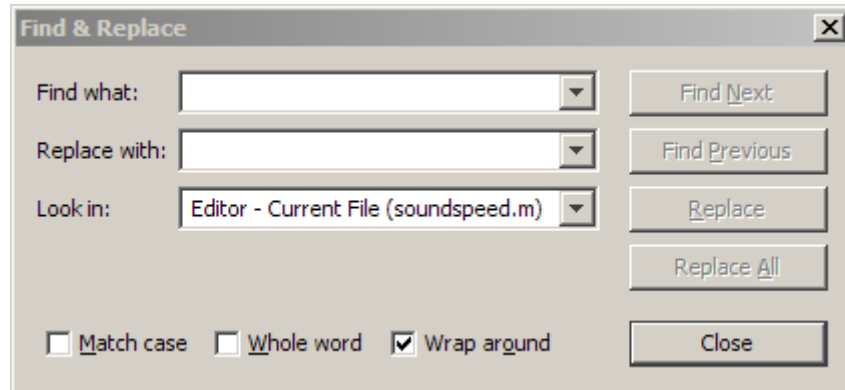 Find & Replace
Find what:
Find Next
Replace with:
Find Previous
Look in:
Editor - Current File (soundspeed.m)
Replace
Replace All
Match case
Whole word
Wrap around
Close